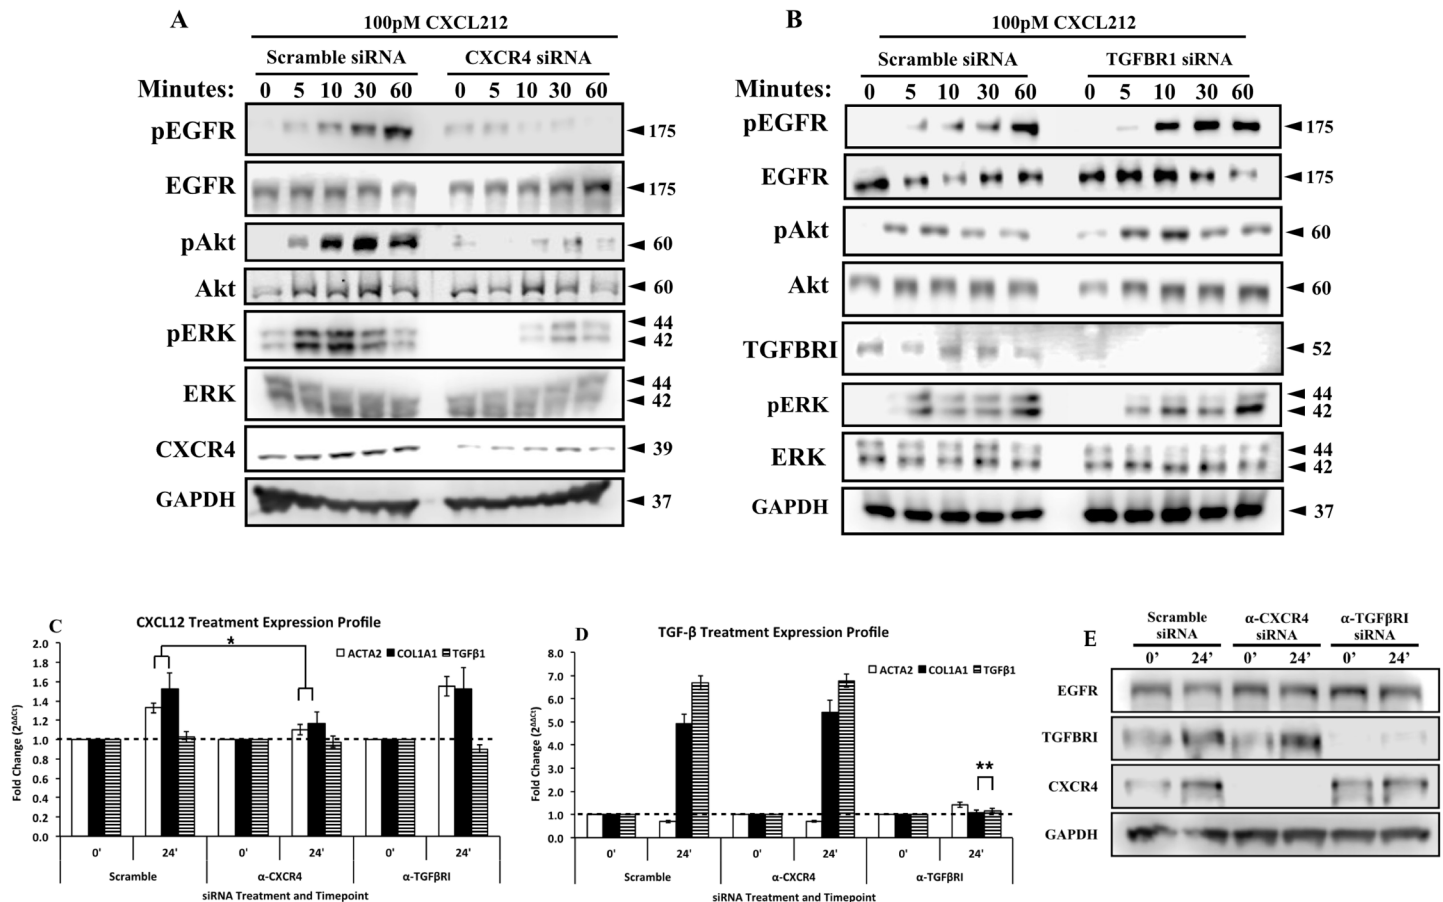 A
100pM CXCL212
Scramble siRNA CXCR4 siRNA
Minutes: 0 5 10 30 60 0 5 10 30 60
pEGFR 175
EGFR 175
pAkt 60
Akt 60
pERK 44
42
ERK 44
42
CXCR4 39
GAPDH 37
B
100pM CXCL212
Scramble siRNA TGFBR1 siRNA
Minutes: 0 5 10 30 60 0 5 10 30 60
pEGFR 175
EGFR 175
pAkt 60
Akt 60
TGFBRI 52
pERK 44
42
ERK 44
42
GAPDH 37
C
CXCL12 Treatment Expression Profile
*
ACTA2 COL1A1 TGFβ1
Fold Change (2^ΔΔCt)
2.0
1.8
1.6
1.4
1.2
1.0
0.8
0.6
0.4
0.2
0.0
0' 24' 0' 24' 0' 24'
Scramble α-CXCR4 α-TGFβRI
siRNA Treatment and Timepoint
D
TGF-β Treatment Expression Profile
ACTA2 COL1A1 TGFβ1
**
Fold Change (2^ΔΔCt)
8.0
7.0
6.0
5.0
4.0
3.0
2.0
1.0
0.0
0' 24' 0' 24' 0' 24'
Scramble α-CXCR4 α-TGFβRI
siRNA Treatment and Timepoint
E
Scramble siRNA α-CXCR4 siRNA α-TGFβRI siRNA
0' 24' 0' 24' 0' 24'
EGFR
TGFBRI
CXCR4
GAPDH